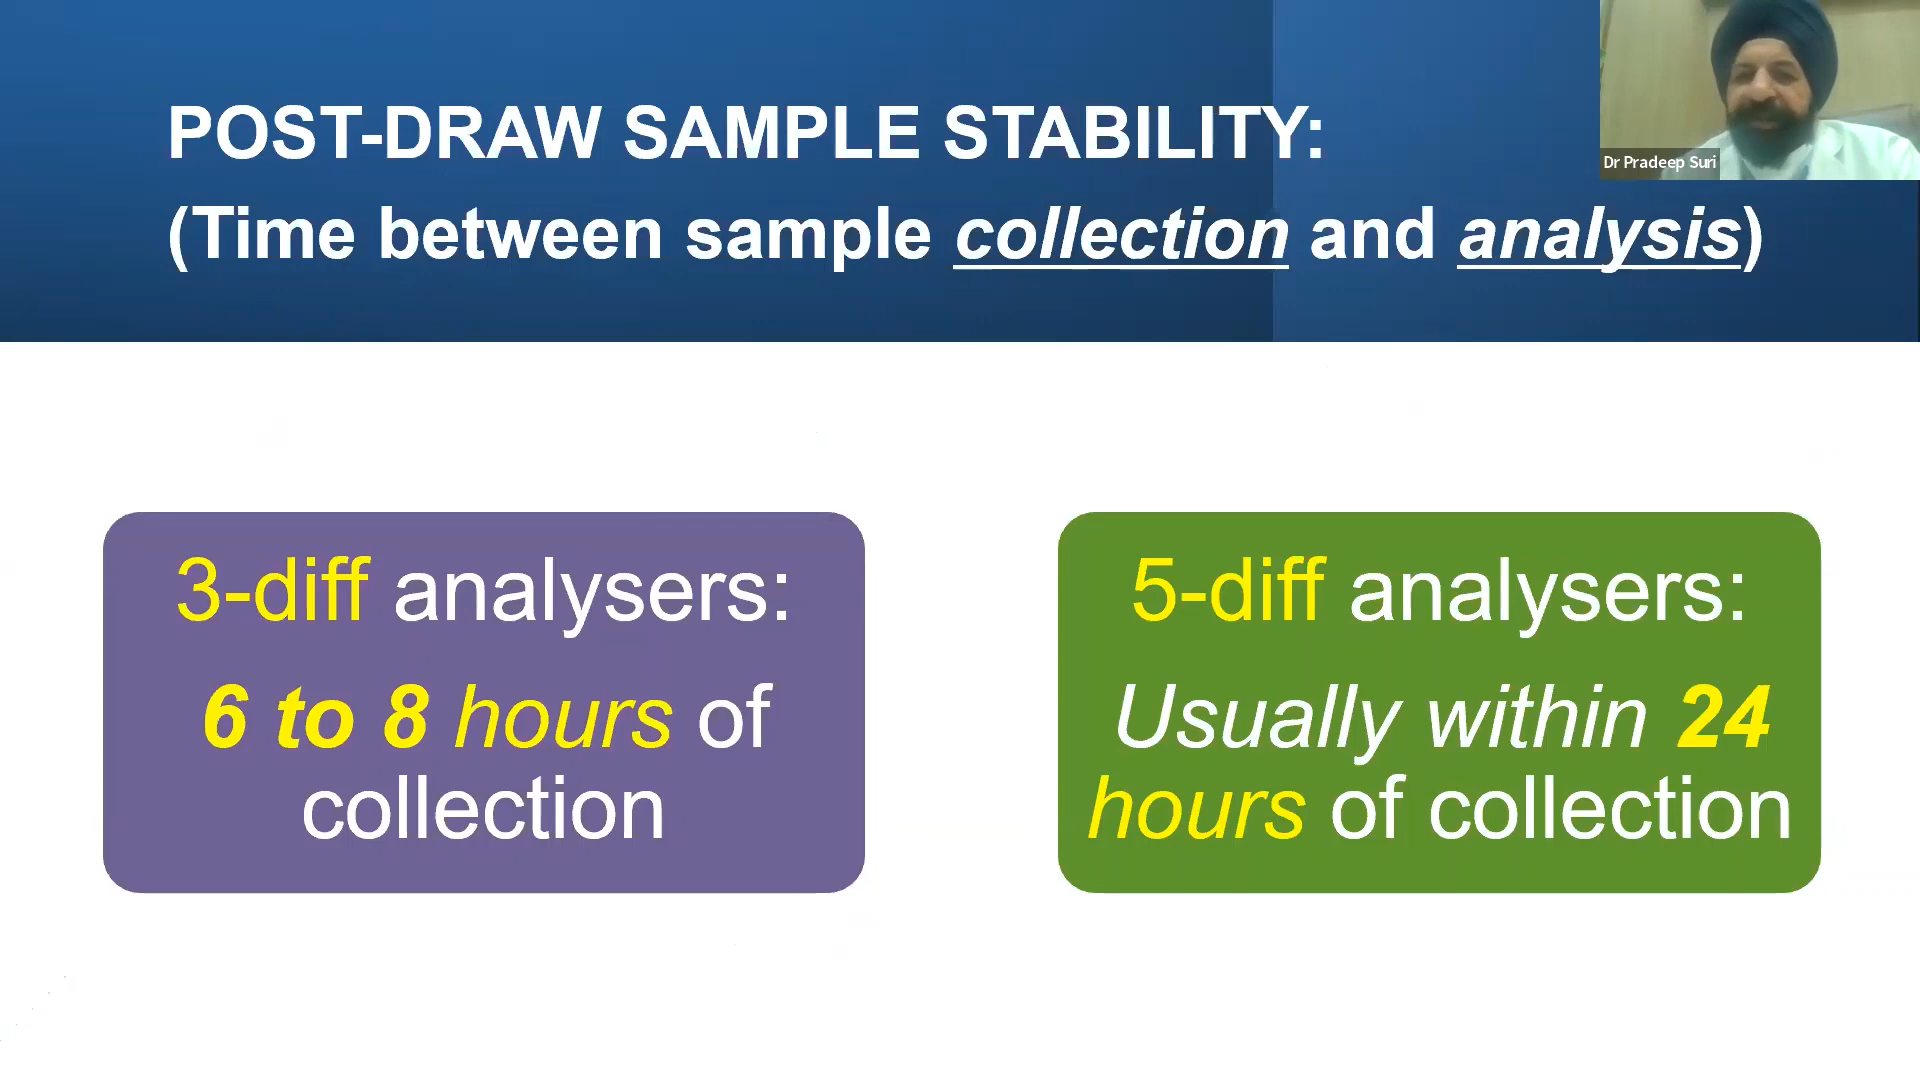 POST-DRAW SAMPLE STABILITY:
(Time between sample collection and analysis)
Dr Pradeep Suri
3-diff analysers:
6 to 8 hours of
collection
5-diff analysers:
Usually within 24
hours of collection